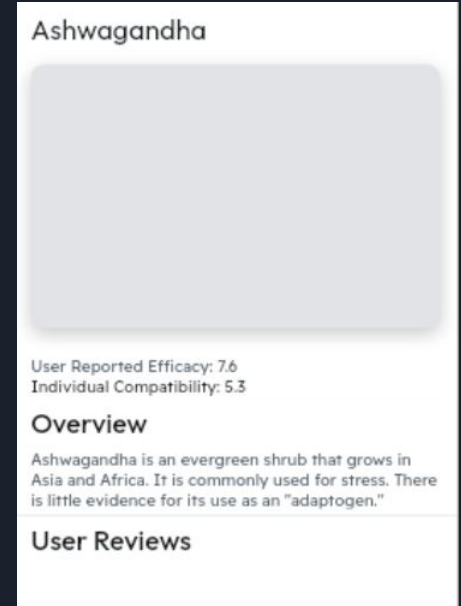 Ashwagandha
User Reported Efficacy: 7.6
Individual Compatibility: 5.3
Overview
Ashwagandha is an evergreen shrub that grows in
Asia and Africa. It is commonly used for stress. There
is little evidence for its use as an "adaptogen."
User Reviews